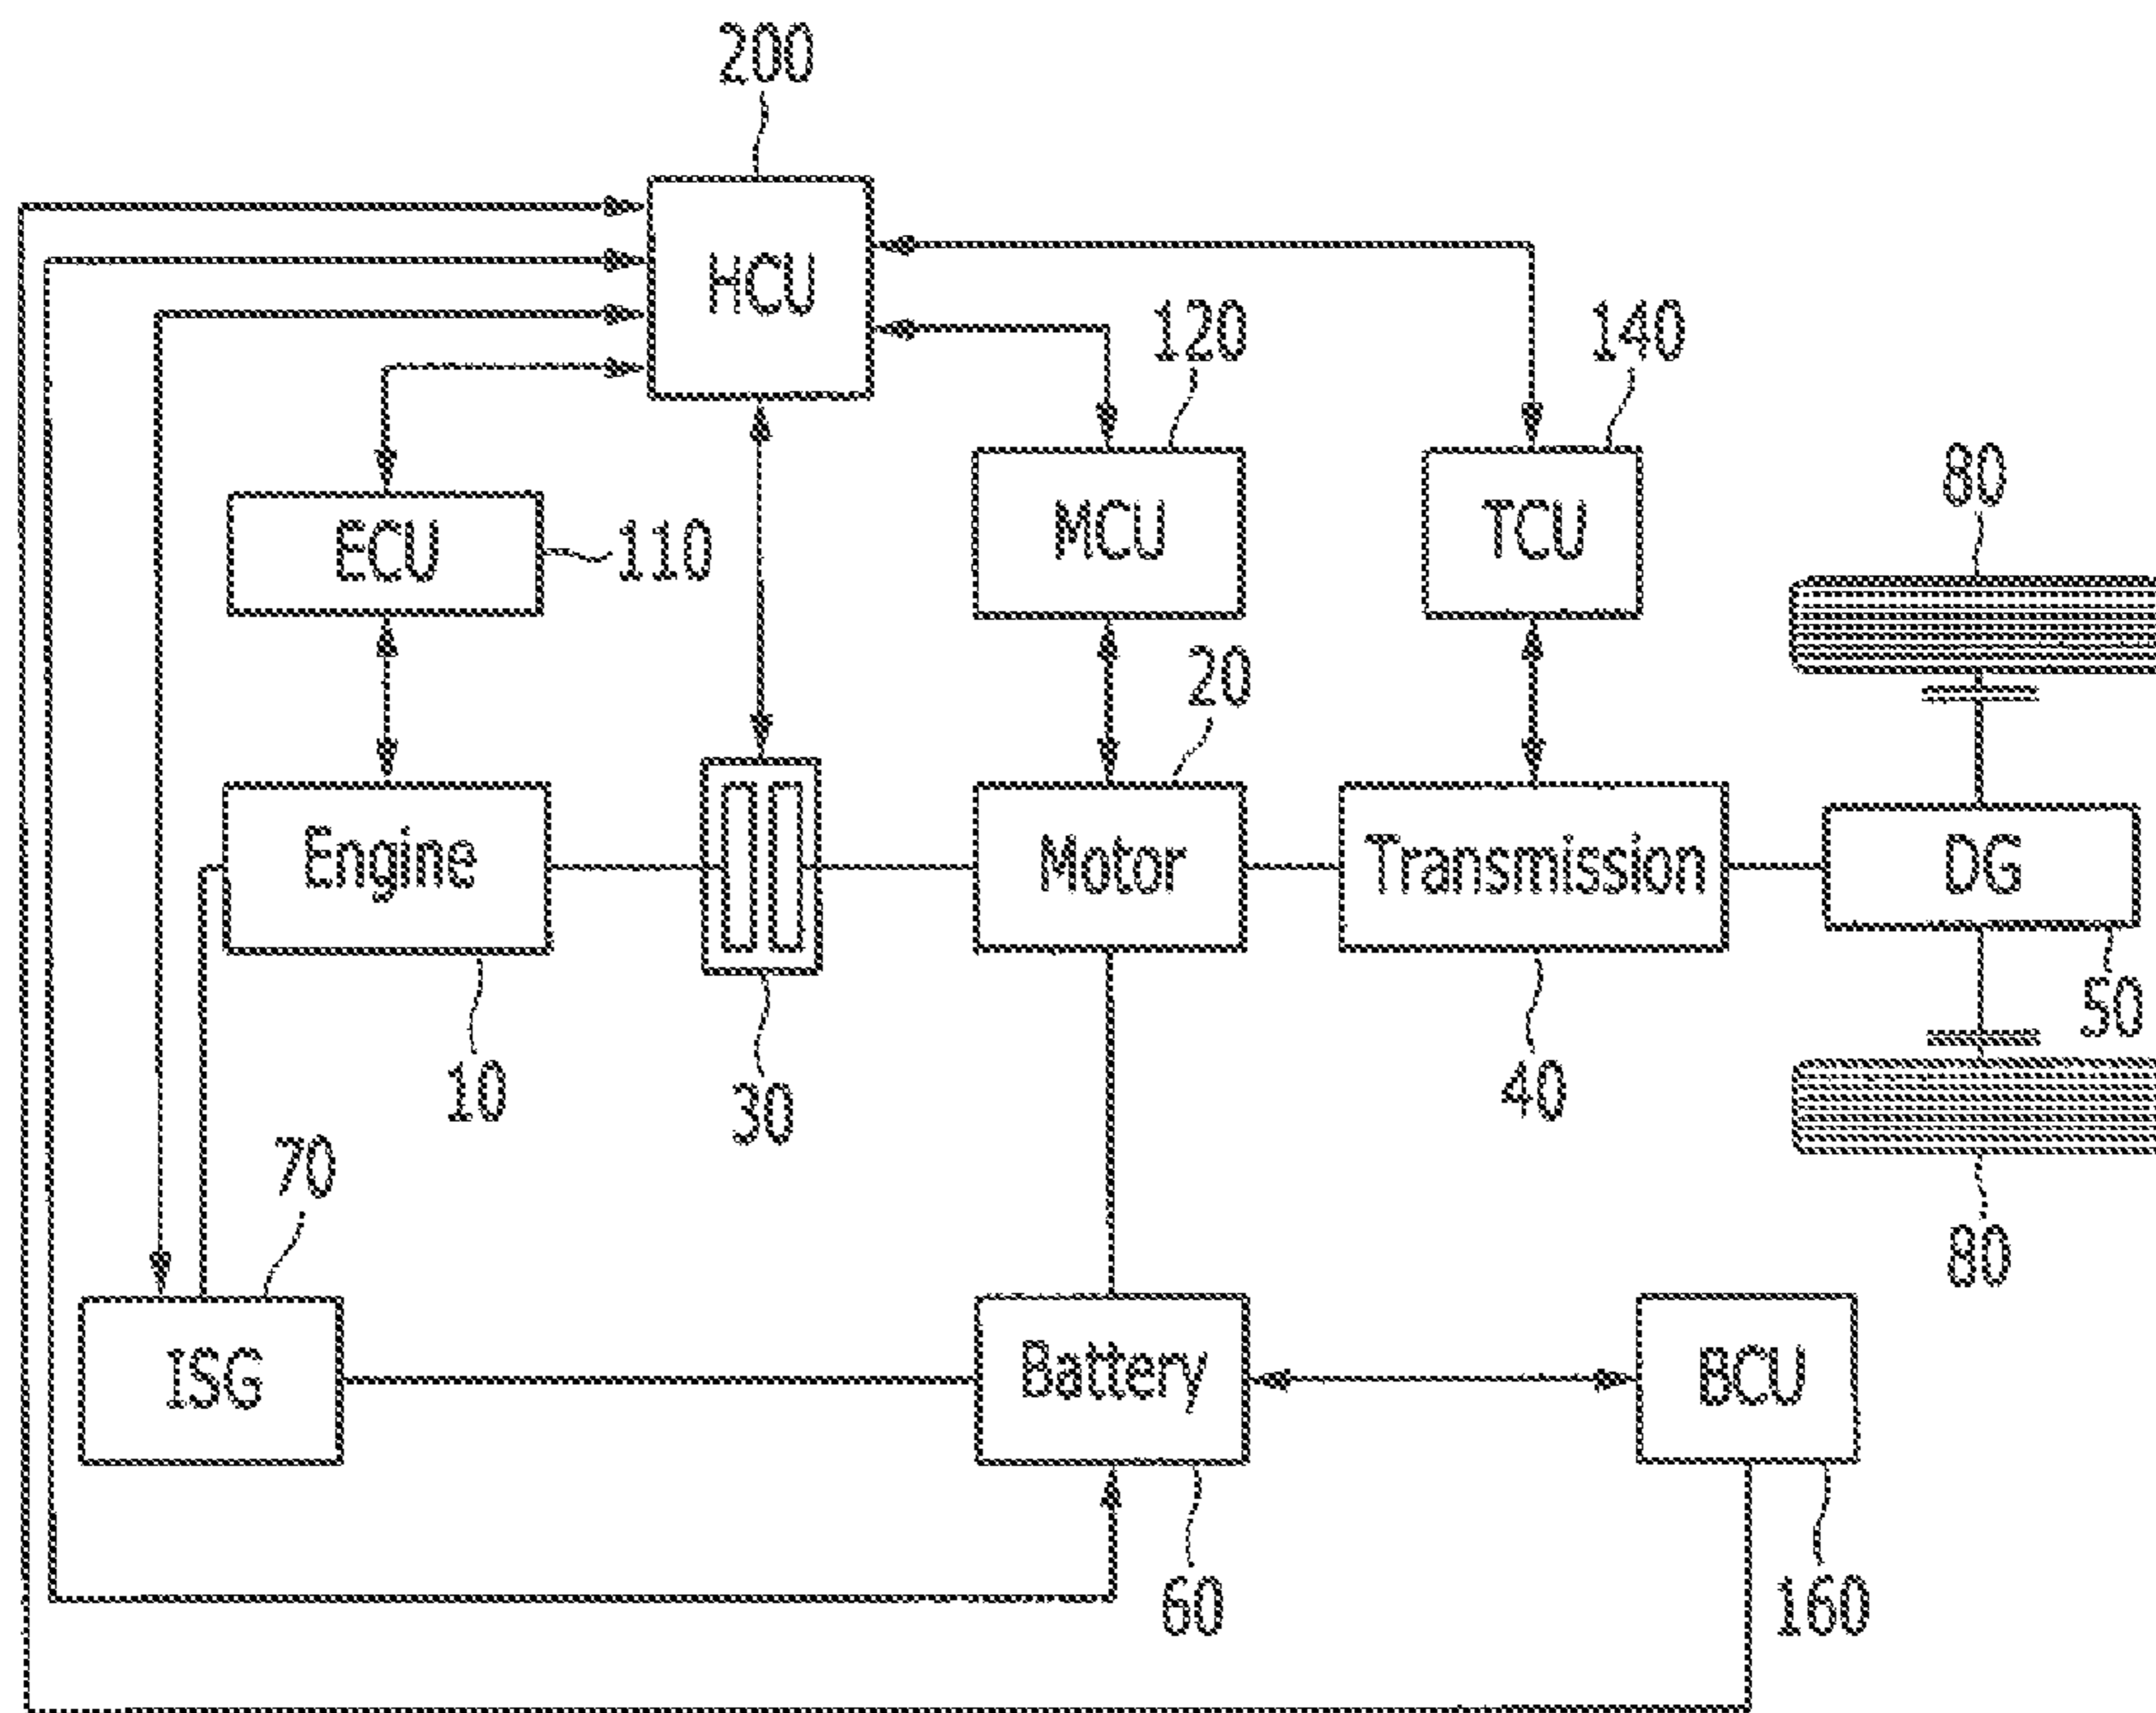 200
HCU
120
140
80
ECU
110
MCU
TCU
20
Engine
Motor
Transmission
DG
50
10
30
40
70
80
ISG
Battery
BCU
60
160